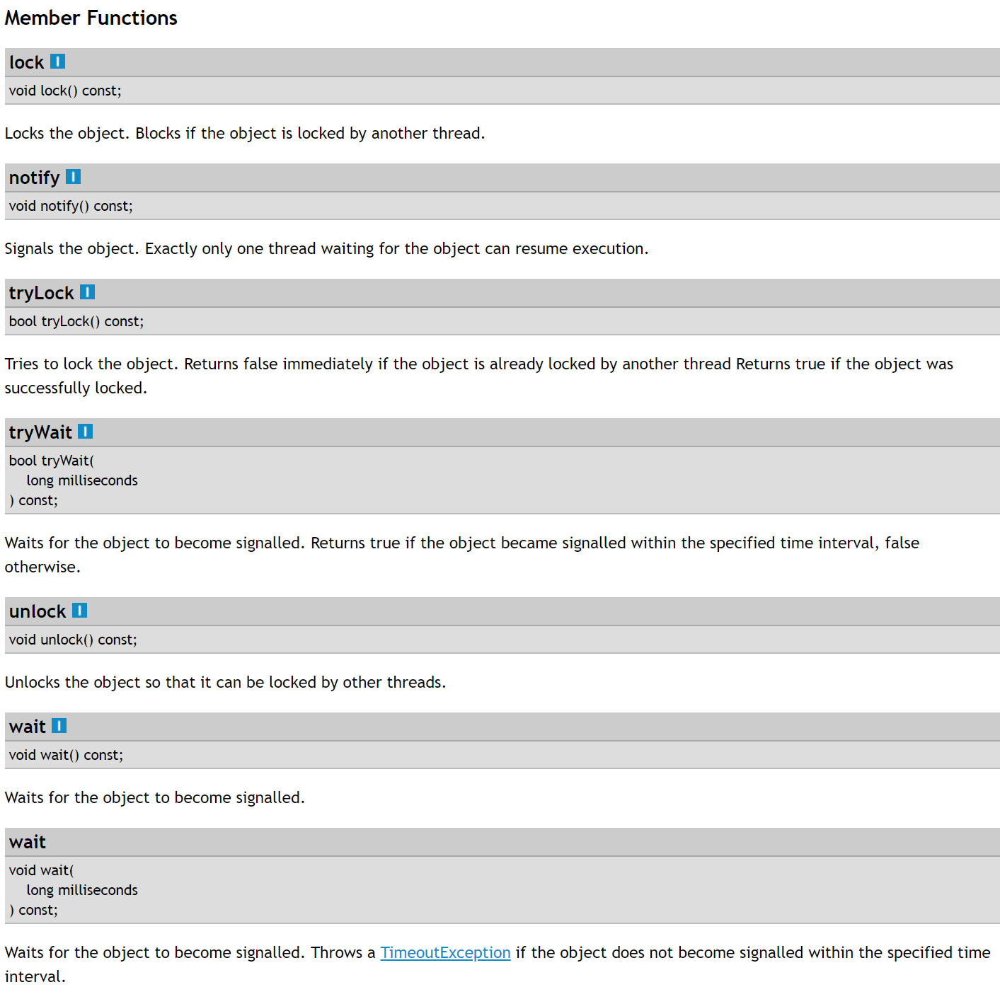 Member Functions
lock I
void lock() const;
Locks the object. Blocks if the object is locked by another thread.
notify I
void notify() const;
Signals the object. Exactly only one thread waiting for the object can resume execution.
tryLock I
bool tryLock() const;
Tries to lock the object. Returns false immediately if the object is already locked by another thread Returns true if the object was
successfully locked.
tryWait I
bool tryWait(
long milliseconds
) const;
Waits for the object to become signalled. Returns true if the object became signalled within the specified time interval, false
otherwise.
unlock I
void unlock() const;
Unlocks the object so that it can be locked by other threads.
wait I
void wait() const;
Waits for the object to become signalled.
wait
void wait(
long milliseconds
) const;
Waits for the object to become signalled. Throws a TimeoutException if the object does not become signalled within the specified time
interval.